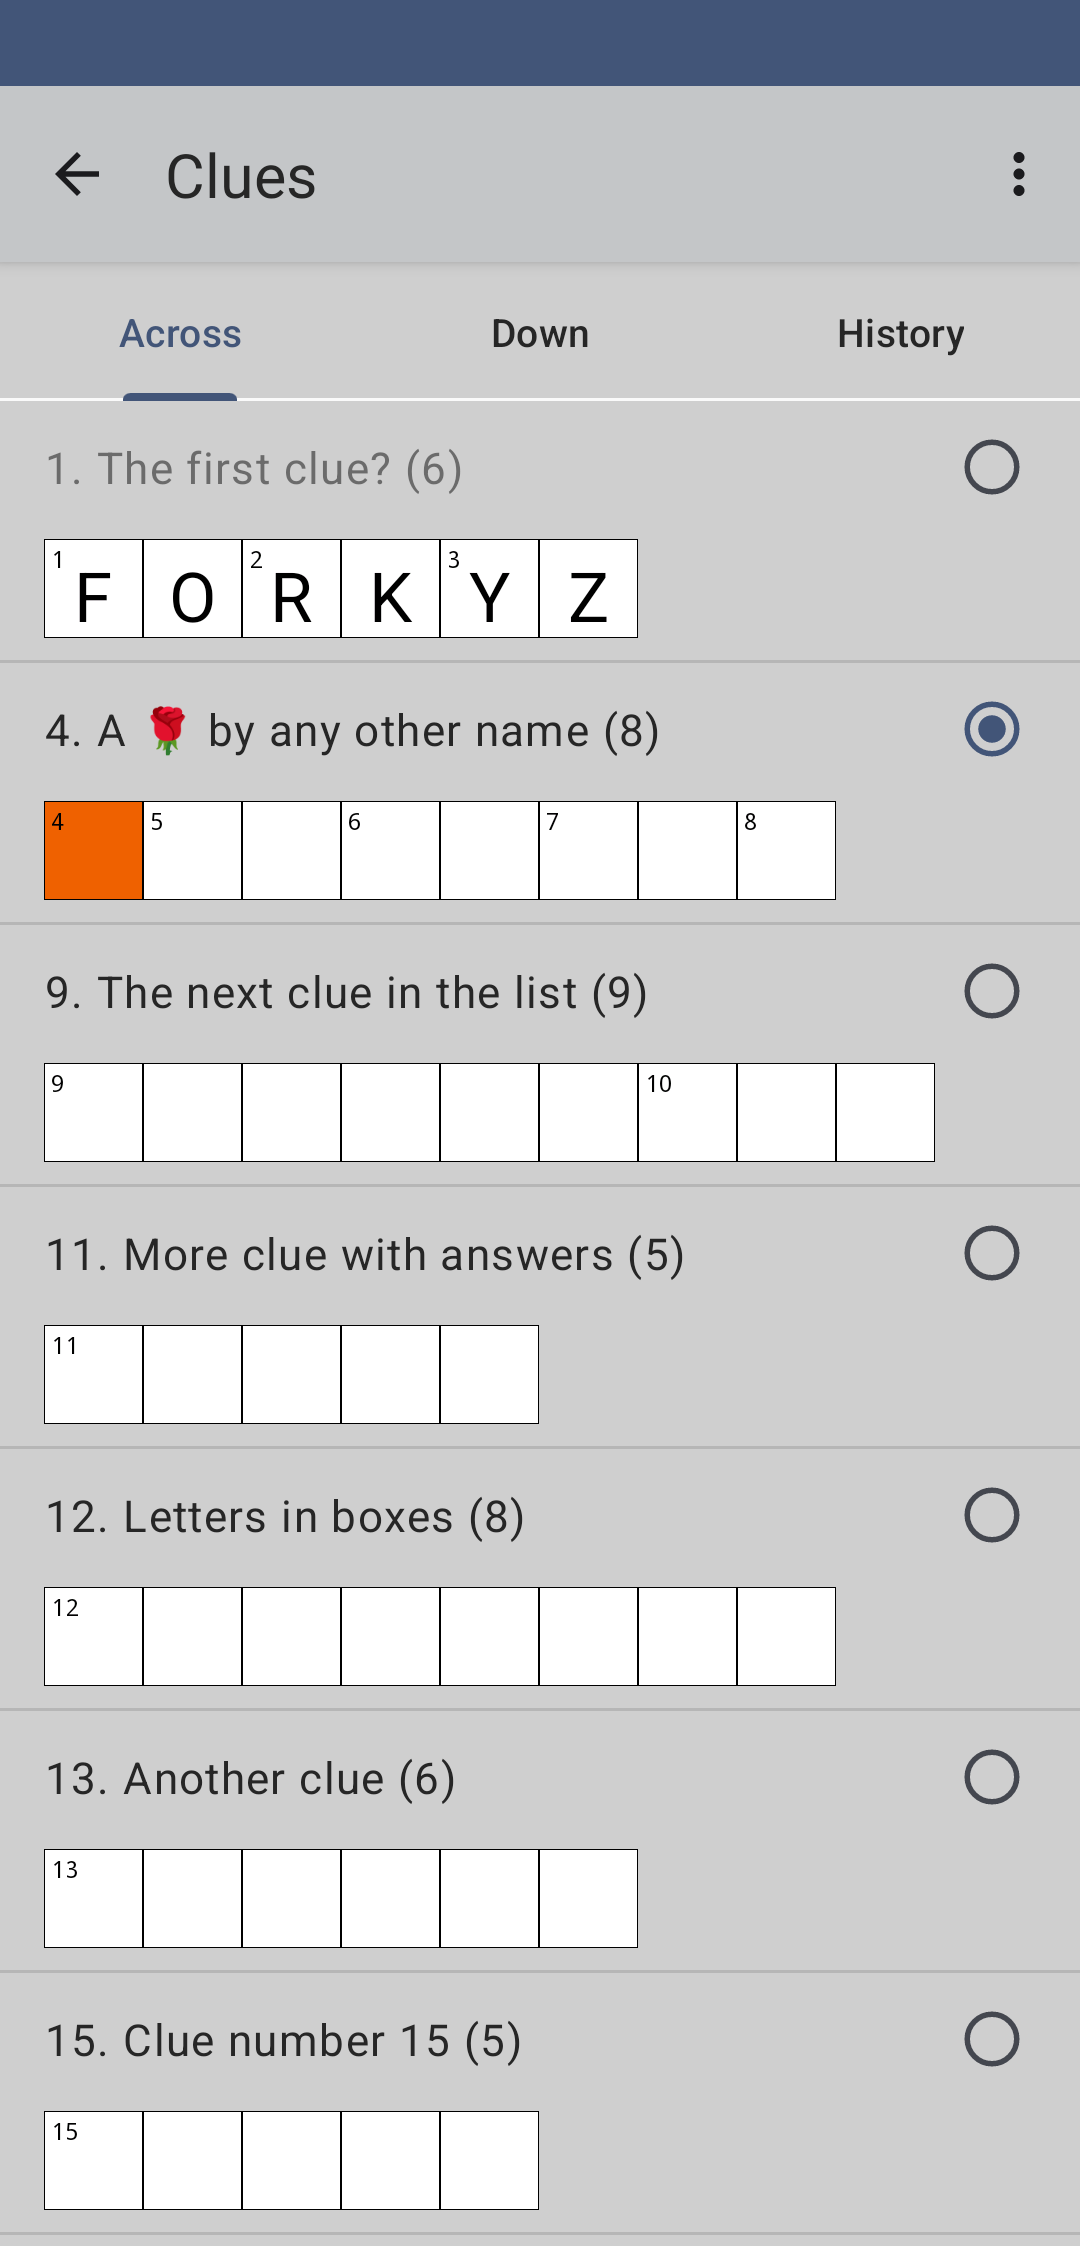 Clues
Across Down History
1. The first clue? (6)
1 F O 2 R K 3 Y Z
4. A 🌹 by any other name (8)
4 5 6 7 8
9. The next clue in the list (9)
9 10
11. More clue with answers (5)
11
12. Letters in boxes (8)
12
13. Another clue (6)
13
15. Clue number 15 (5)
15